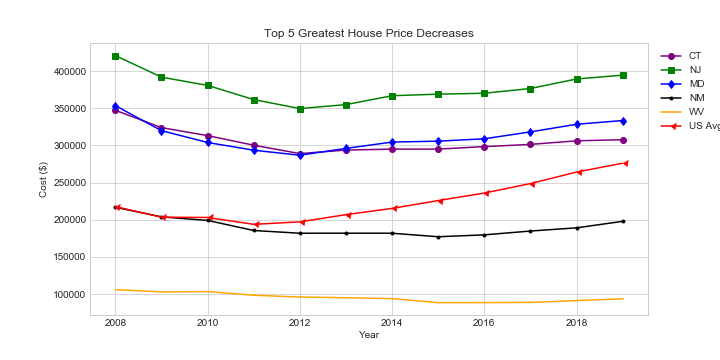 Top 5 Greatest House Price Decreases
CT
NJ
MD
NM
WV
US Avg
400000
350000
300000
250000
200000
150000
100000
Cost ($)
2008 2010 2012 2014 2016 2018
Year